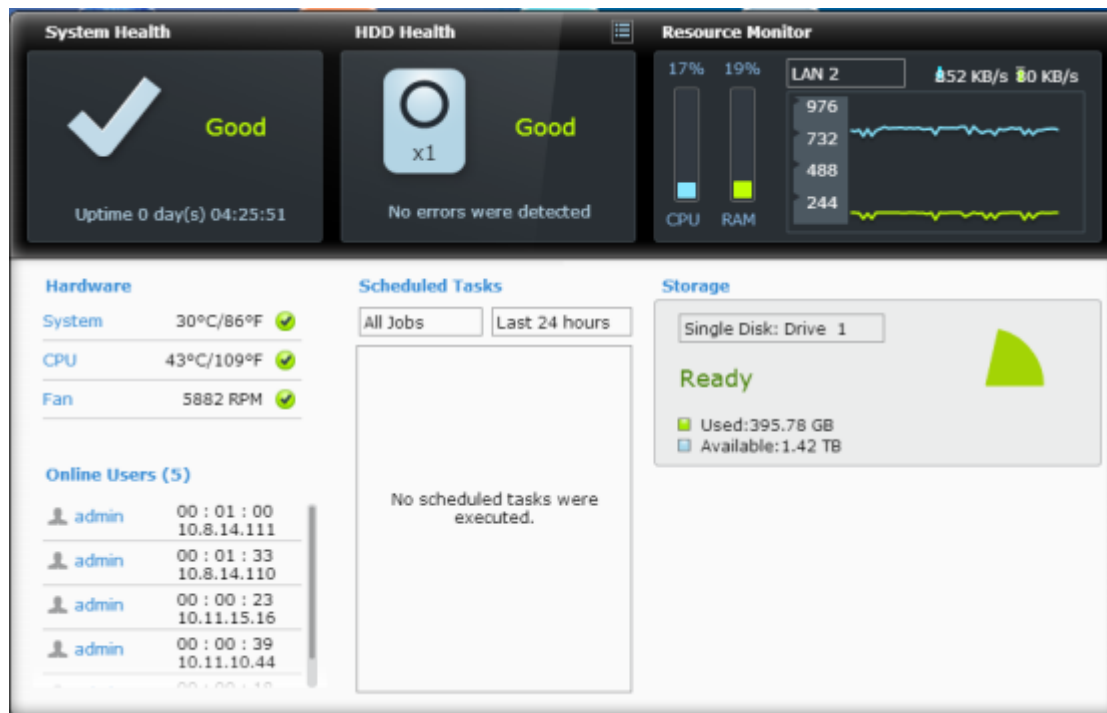 System Health
Good
Uptime 0 day(s) 04:25:51
HDD Health
x1
Good
No errors were detected
Resource Monitor
17% 19%
CPU RAM
LAN 2
52 KB/s 0 KB/s
976
732
488
244
Hardware
System 30°C/86°F
CPU 43°C/109°F
Fan 5882 RPM
Online Users (5)
admin 00 : 01 : 00
10.8.14.111
admin 00 : 01 : 33
10.8.14.110
admin 00 : 00 : 23
10.11.15.16
admin 00 : 00 : 39
10.11.10.44
Scheduled Tasks
All Jobs Last 24 hours
No scheduled tasks were
executed.
Storage
Single Disk: Drive 1
Ready
Used:395.78 GB
Available:1.42 TB